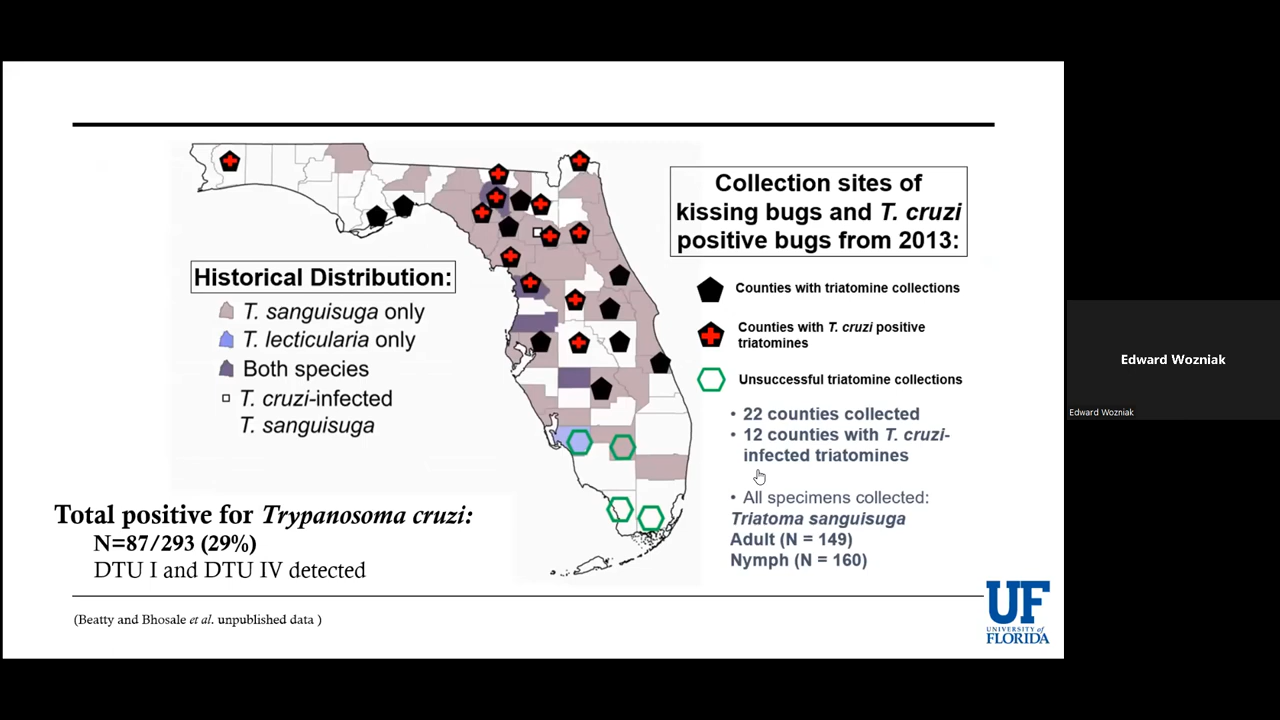 Collection sites of
kissing bugs and T. cruzi
positive bugs from 2013:
Historical Distribution:
T. sanguisuga only
T. lecticularia only
Both species
T. cruzi-infected
T. sanguisuga
Counties with triatomine collections
Counties with T. cruzi positive
triatomines
Unsuccessful triatomine collections
• 22 counties collected
• 12 counties with T. cruzi-
infected triatomines
• All specimens collected:
Triatoma sanguisuga
Adult (N = 149)
Nymph (N = 160)
Total positive for Trypanosoma cruzi:
N=87/293 (29%)
DTU I and DTU IV detected
(Beatty and Bhosale et al. unpublished data )
UF
UNIVERSITY of
FLORIDA
Edward Wozniak
Edward Wozniak